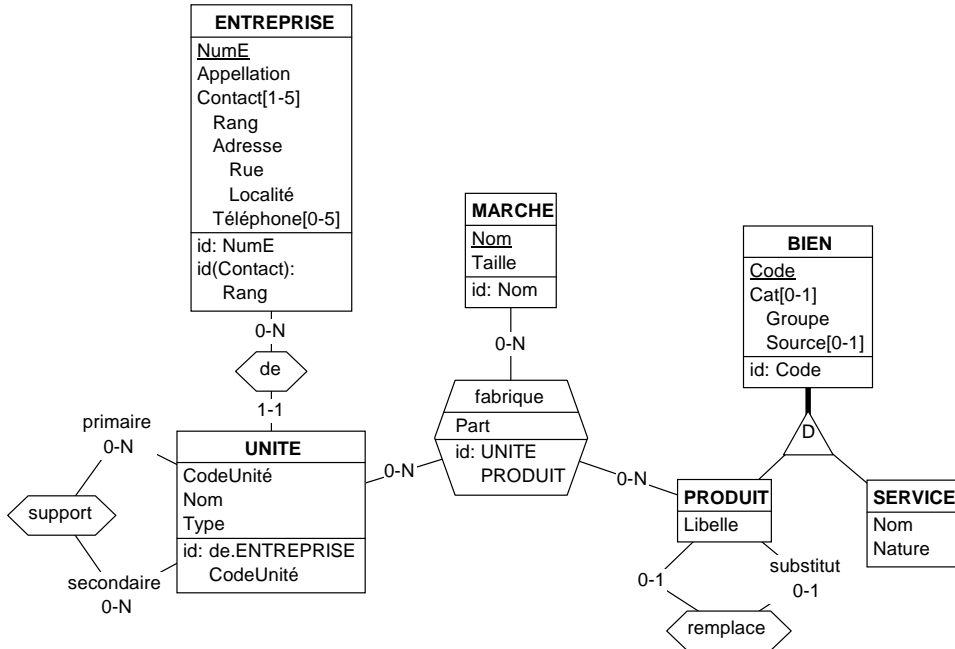 ENTREPRISE
NumE
Appellation
Contact[1-5]
Rang
Adresse
Rue
Localité
Téléphone[0-5]
id: NumE
id(Contact):
Rang
0-N
de
1-1
MARCHE
Nom
Taille
id: Nom
0-N
BIEN
Code
Cat[0-1]
Groupe
Source[0-1]
id: Code
D
fabrique
Part
id: UNITE
PRODUIT
0-N
0-N
primaire
0-N
support
secondaire
0-N
UNITE
CodeUnité
Nom
Type
id: de.ENTREPRISE
CodeUnité
PRODUIT
Libelle
SERVICE
Nom
Nature
0-1
substitut
0-1
remplace